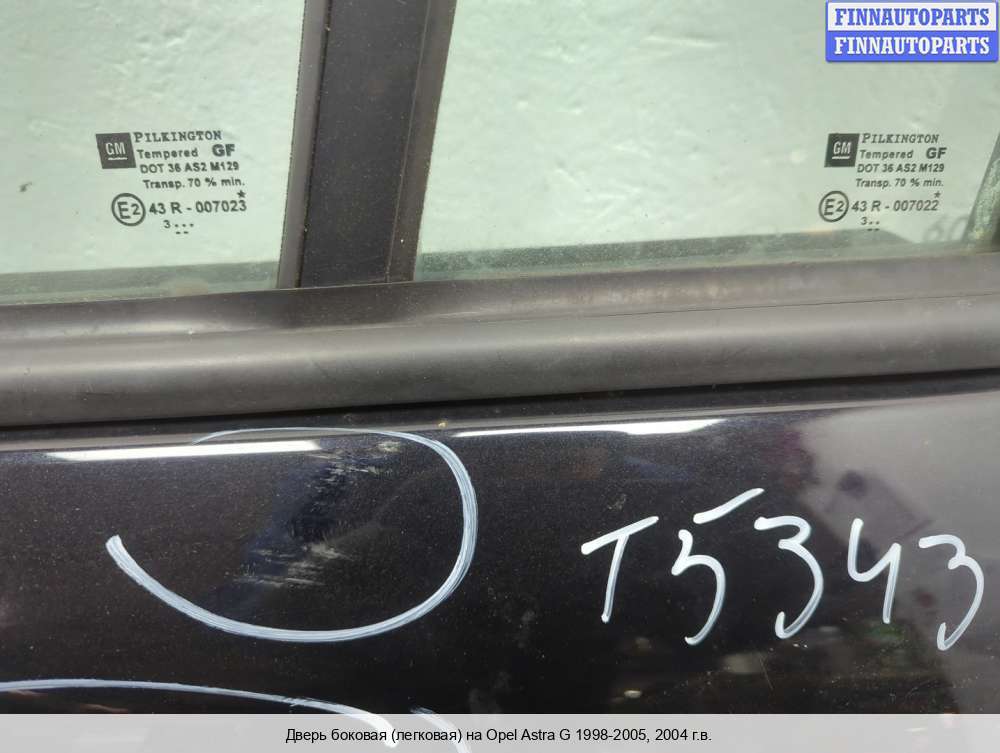 FINNAUTOPARTS
FINNAUTOPARTS
GM PILKINGTON
Tempered GF
DOT 36 AS2 M129
Transp. 70 % min.
E2 43 R - 007023
3
GM PILKINGTON
Tempered GF
DOT 36 AS2 M129
Transp. 70 % min.
E2 43 R - 007022
3
T5343
Дверь боковая (легковая) на Opel Astra G 1998-2005, 2004 г.в.